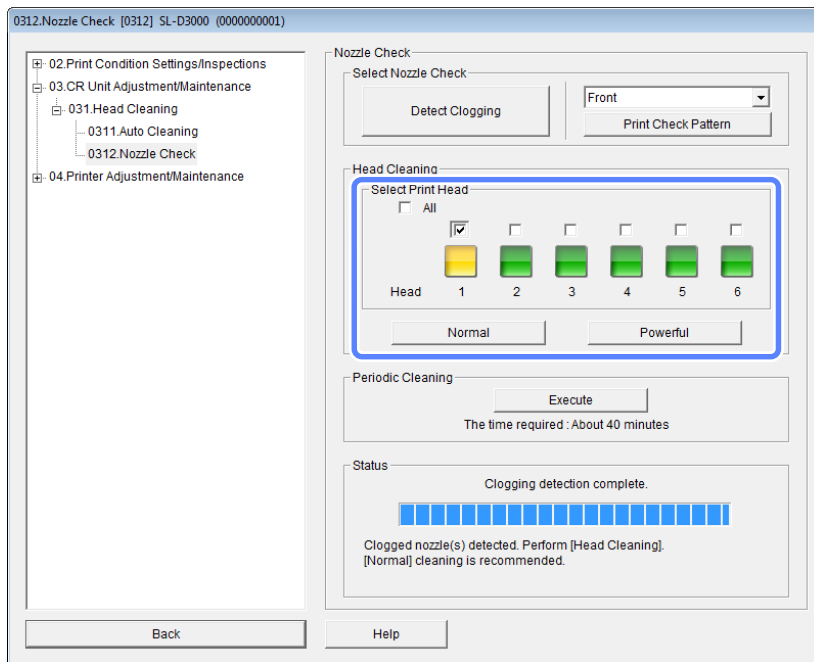 0312.Nozzle Check [0312] SL-D3000 (0000000001)
02.Print Condition Settings/Inspections
03.CR Unit Adjustment/Maintenance
031.Head Cleaning
0311.Auto Cleaning
0312.Nozzle Check
04.Printer Adjustment/Maintenance
Nozzle Check
Select Nozzle Check
Detect Clogging
Front
Print Check Pattern
Head Cleaning
Select Print Head
All
Head 1 2 3 4 5 6
Normal Powerful
Periodic Cleaning
Execute
The time required : About 40 minutes
Status
Clogging detection complete.
Clogged nozzle(s) detected. Perform [Head Cleaning].
[Normal] cleaning is recommended.
Back Help